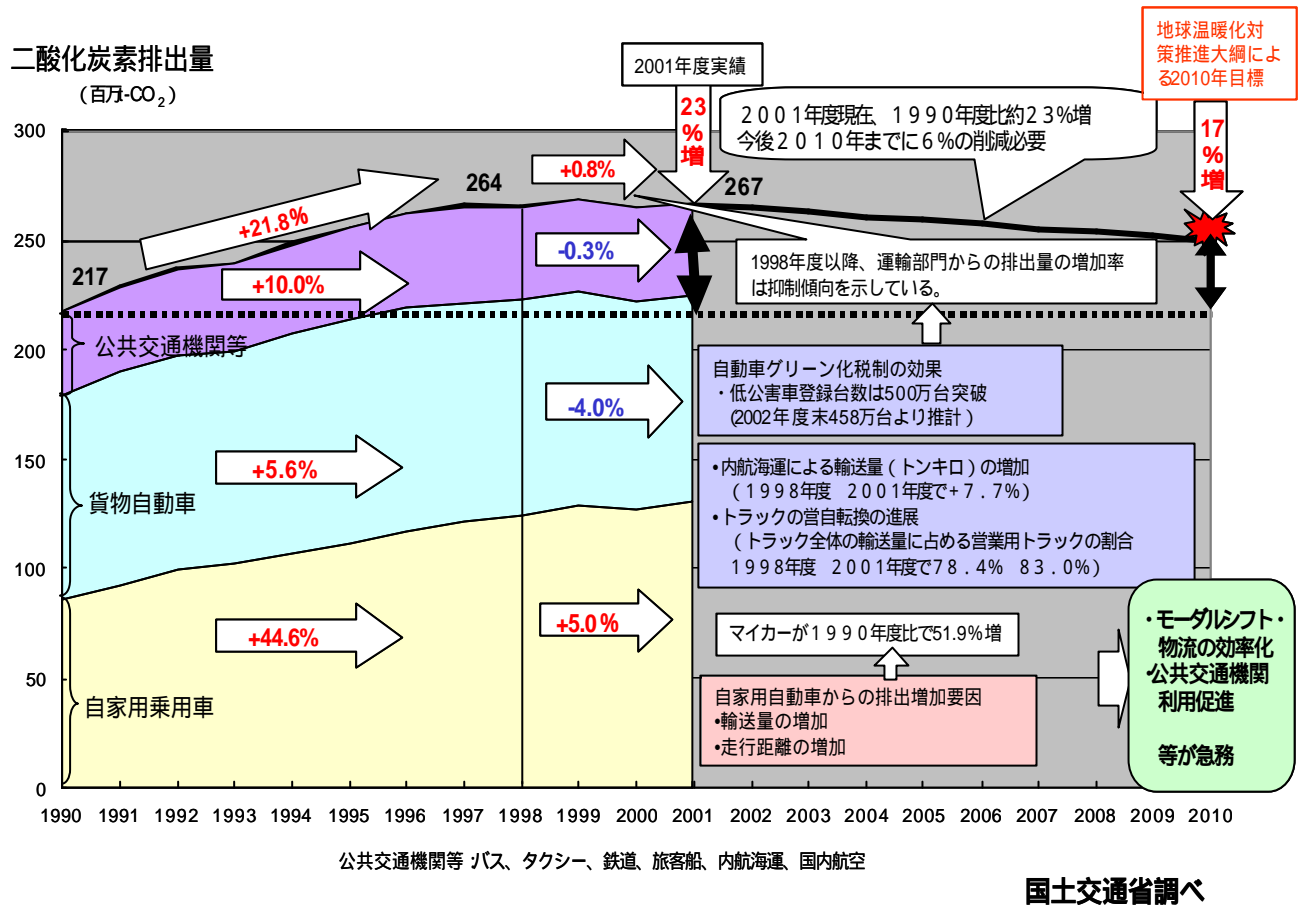 二酸化炭素排出量
（百万t-CO2）
2001年度実績
地球温暖化対
策推進大綱によ
る2010年目標
23%増
２００１年度現在、１９９０年度比約２３%増
今後２０１０年までに６%の削減必要
17%増
300
250
200
150
100
50
0
217
+21.8%
264
+0.8%
267
+10.0%
-0.3%
1998年度以降、運輸部門からの排出量の増加率
は抑制傾向を示している。
公共交通機関等
-4.0%
自動車グリーン化税制の効果
・低公害車登録台数は500万台突破
(2002年度末458万台より推計）
+5.6%
貨物自動車
•内航海運による輸送量（トンキロ）の増加
（１９９８年度　２００１年度で+７．７%）
•トラックの営自転換の進展
（トラック全体の輸送量に占める営業用トラックの割合
１９９８年度　２００１年度で７８．４%　８３．０%）
+44.6%
+5.0%
自家用乗用車
マイカーが１９９０年度比で51.9%増
自家用自動車からの排出増加要因
•輸送量の増加
•走行距離の増加
・モーダルシフト・
物流の効率化
・公共交通機関
利用促進
等が急務
1990 1991 1992 1993 1994 1995 1996 1997 1998 1999 2000 2001 2002 2003 2004 2005 2006 2007 2008 2009 2010
公共交通機関等：バス、タクシー、鉄道、旅客船、内航海運、国内航空
国土交通省調べ